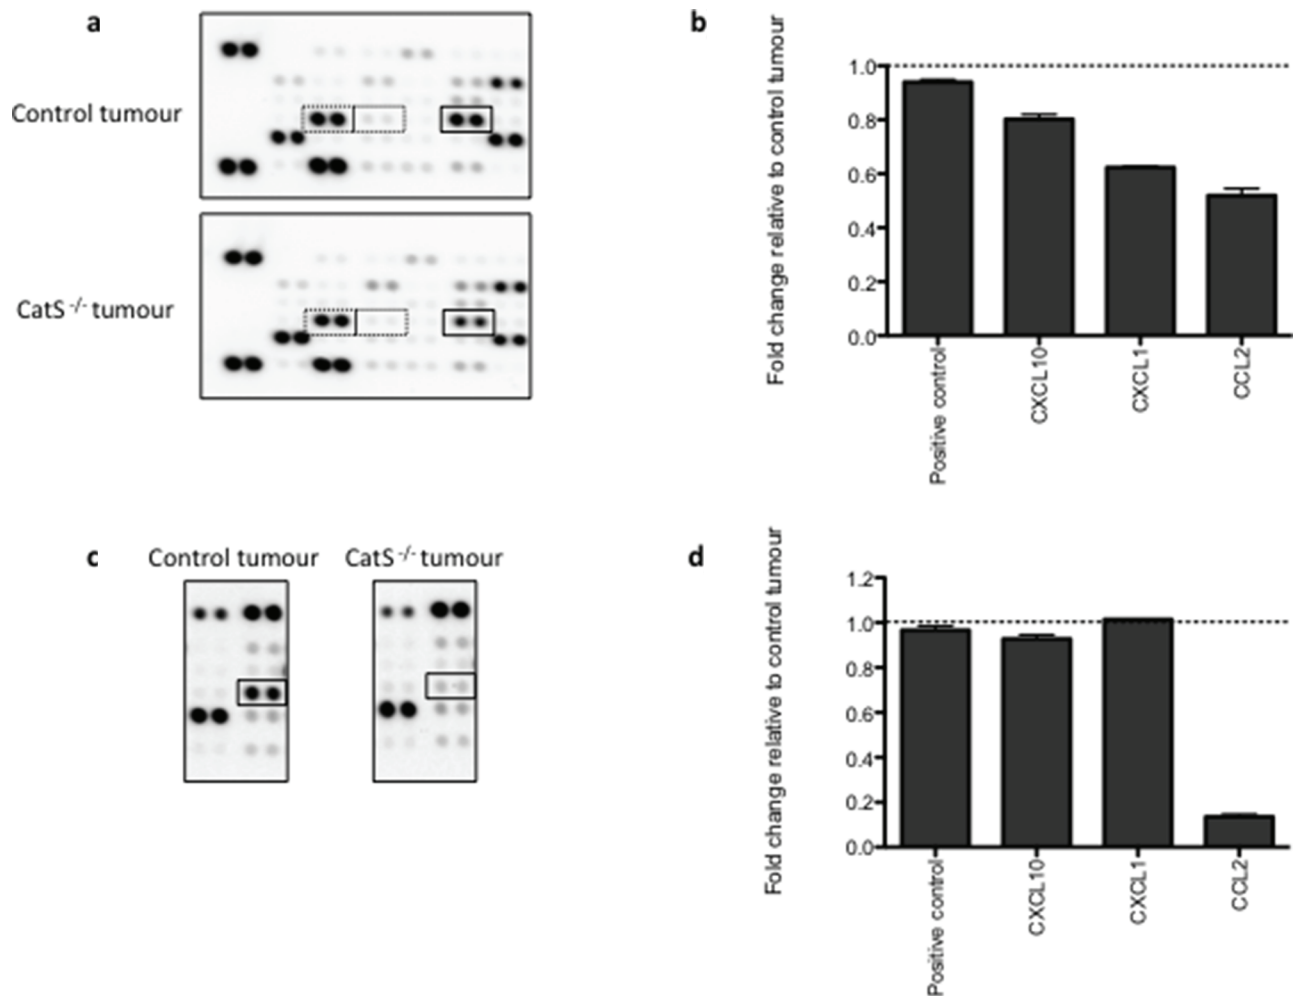 a
Control tumour
CatS -/- tumour
b
Fold change relative to control tumour
1.0
0.8
0.6
0.4
0.2
0.0
Positive control
CXCL10
CXCL1
CCL2
c
Control tumour
CatS -/- tumour
d
Fold change relative to control tumour
1.2
1.0
0.8
0.6
0.4
0.2
0.0
Positive control
CXCL10
CXCL1
CCL2